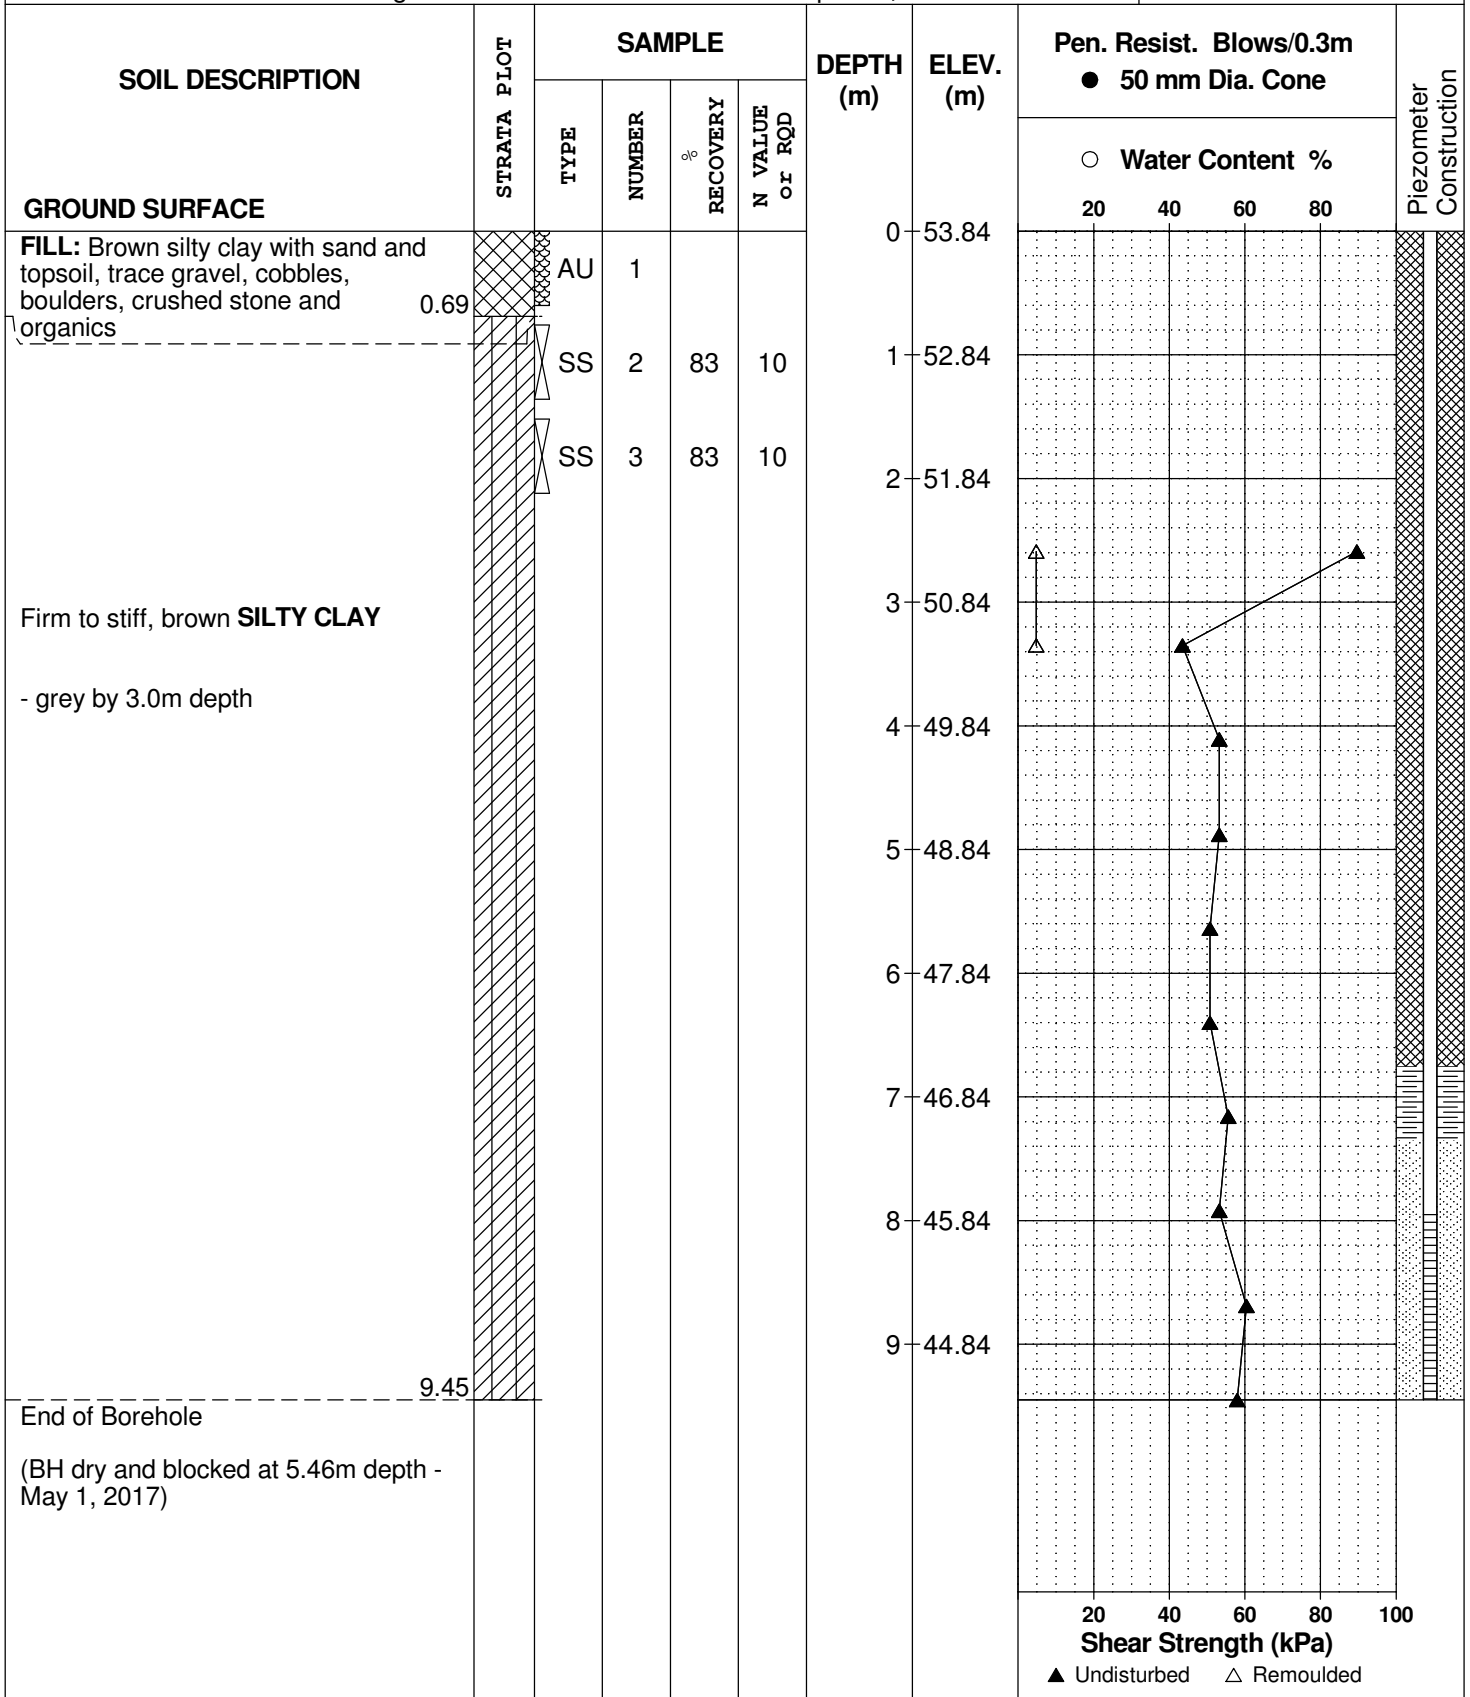 SOIL DESCRIPTION
GROUND SURFACE
STRATA PLOT
SAMPLE
TYPE
NUMBER
% RECOVERY
N VALUE or RQD
DEPTH (m)
ELEV. (m)
Pen. Resist. Blows/0.3m
● 50 mm Dia. Cone
○ Water Content %
20 40 60 80
Piezometer Construction
0 53.84
FILL: Brown silty clay with sand and
topsoil, trace gravel, cobbles,
boulders, crushed stone and 0.69
organics
AU 1
SS 2 83 10
1 52.84
SS 3 83 10
2 51.84
3 50.84
Firm to stiff, brown SILTY CLAY
- grey by 3.0m depth
4 49.84
5 48.84
6 47.84
7 46.84
8 45.84
9 44.84
9.45
End of Borehole
(BH dry and blocked at 5.46m depth -
May 1, 2017)
20 40 60 80 100
Shear Strength (kPa)
▲ Undisturbed △ Remoulded